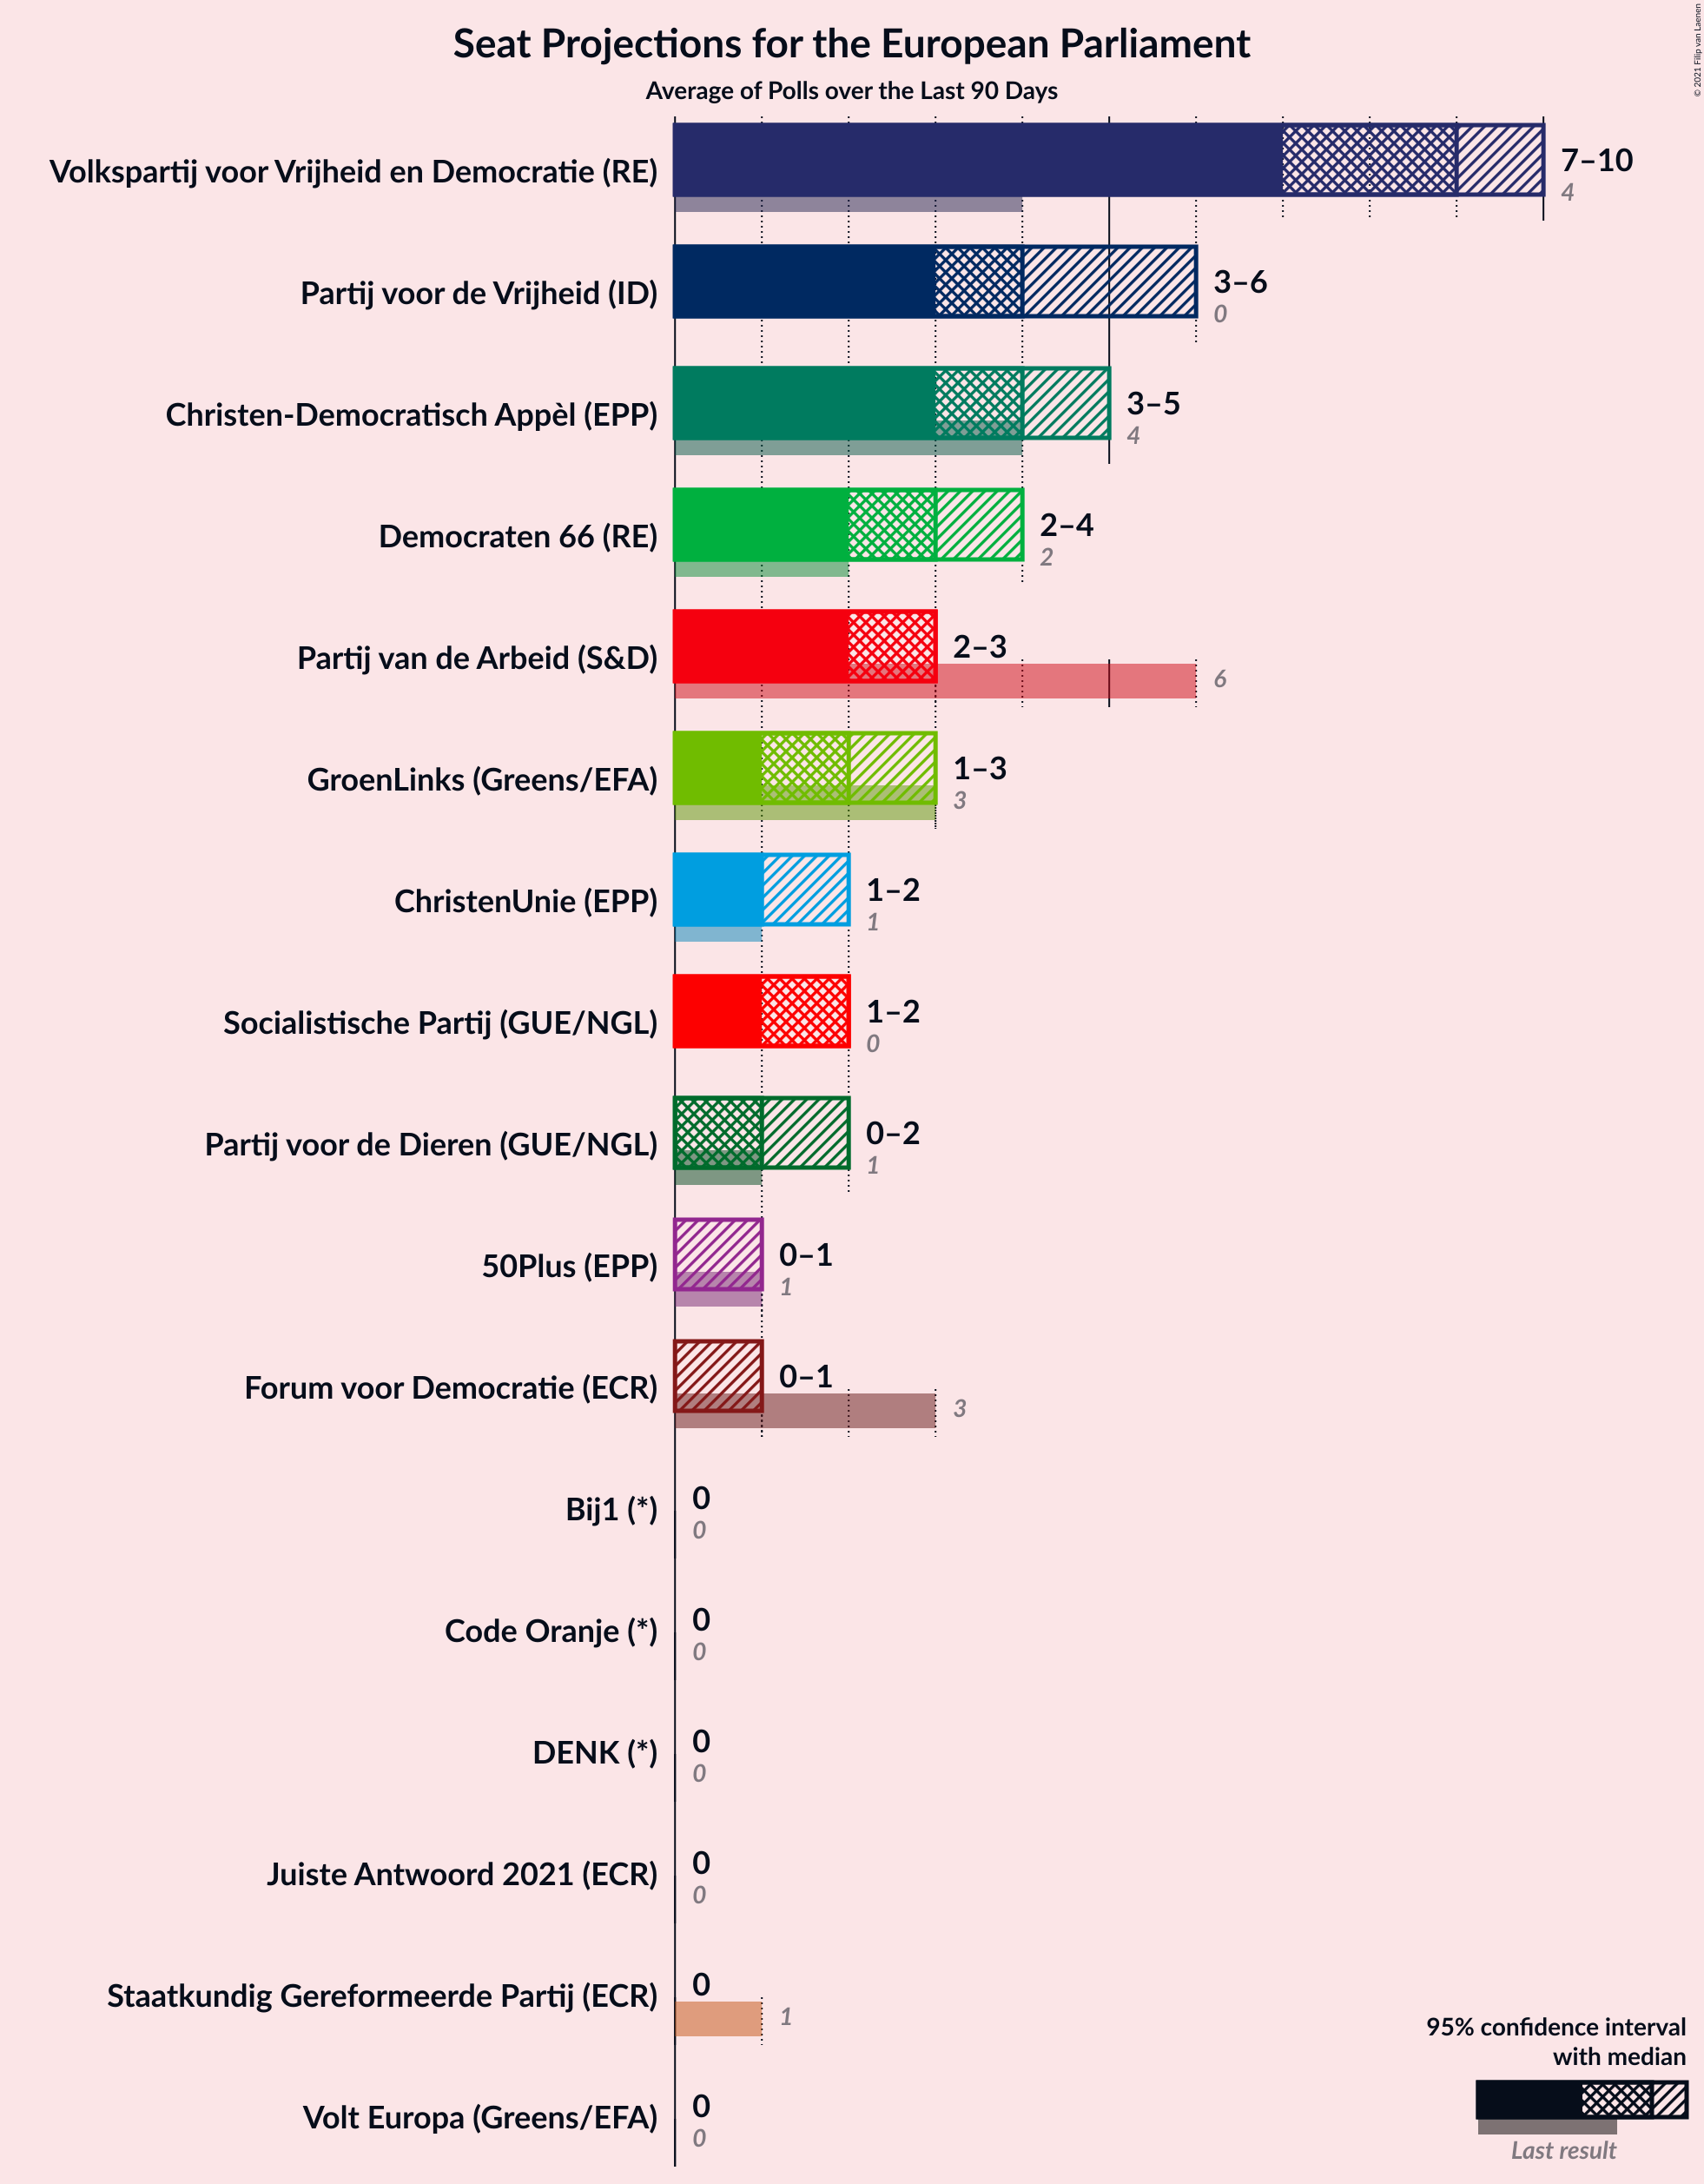 Seat Projections for the European Parliament
Average of Polls over the Last 90 Days
© 2021 Filip van Laenen
Volkspartij voor Vrijheid en Democratie (RE)
7–10
4
Partij voor de Vrijheid (ID)
3–6
0
Christen-Democratisch Appèl (EPP)
3–5
4
Democraten 66 (RE)
2–4
2
Partij van de Arbeid (S&D)
2–3
6
GroenLinks (Greens/EFA)
1–3
3
ChristenUnie (EPP)
1–2
1
Socialistische Partij (GUE/NGL)
1–2
0
Partij voor de Dieren (GUE/NGL)
0–2
1
50Plus (EPP)
0–1
1
Forum voor Democratie (ECR)
0–1
3
Bij1 (*)
0
0
Code Oranje (*)
0
0
DENK (*)
0
0
Juiste Antwoord 2021 (ECR)
0
0
Staatkundig Gereformeerde Partij (ECR)
0
1
Volt Europa (Greens/EFA)
0
0
95% confidence interval
with median
Last result